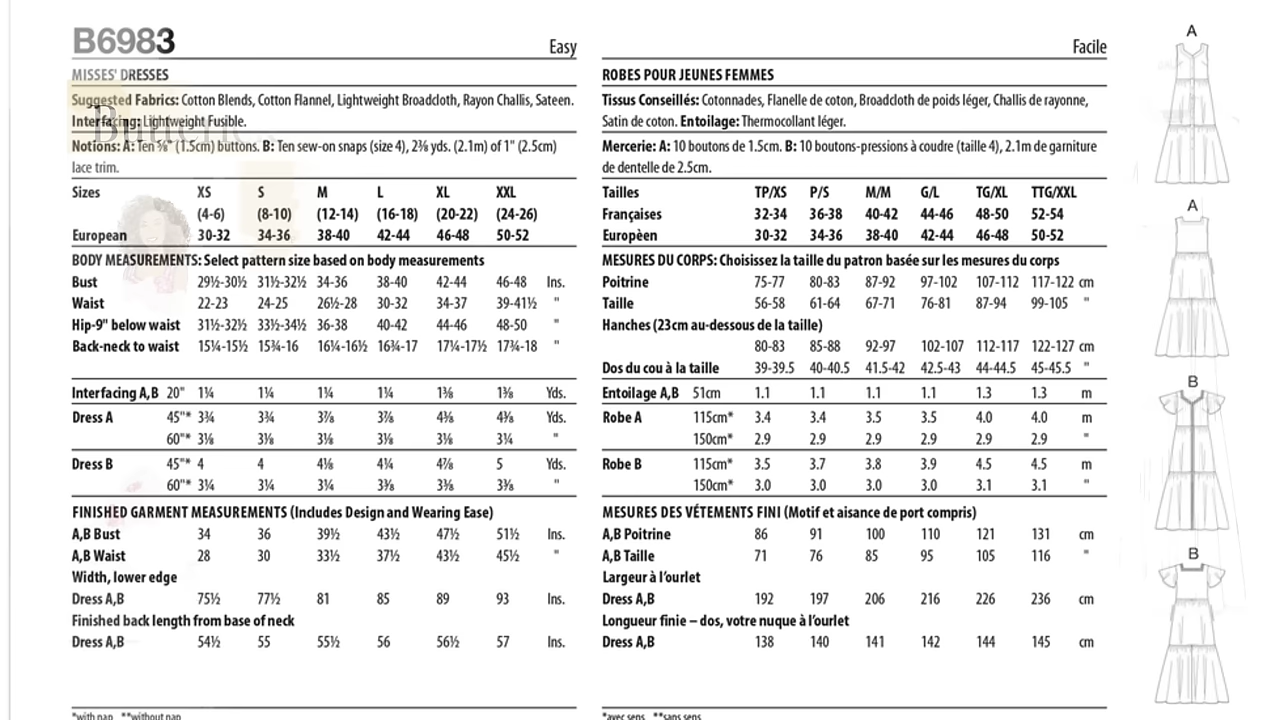 B6983
Easy
MISSES' DRESSES
Suggested Fabrics: Cotton Blends, Cotton Flannel, Lightweight Broadcloth, Rayon Challis, Sateen.
Interfacing: Lightweight Fusible.
Notions: A: Ten ⅝" (1.5cm) buttons. B: Ten sew-on snaps (size 4), 2⅜ yds. (2.1m) of 1" (2.5cm)
lace trim.
Sizes XS S M L XL XXL
(4-6) (8-10) (12-14) (16-18) (20-22) (24-26)
European 30-32 34-36 38-40 42-44 46-48 50-52
BODY MEASUREMENTS: Select pattern size based on body measurements
Bust 29½-30½ 31½-32½ 34-36 38-40 42-44 46-48 Ins.
Waist 22-23 24-25 26½-28 30-32 34-37 39-41½ "
Hip-9" below waist 31½-32½ 33½-34½ 36-38 40-42 44-46 48-50 "
Back-neck to waist 15¼-15½ 15¾-16 16¼-16½ 16¾-17 17¼-17½ 17¾-18 "
Interfacing A,B 20" 1¼ 1¼ 1¼ 1¼ 1⅜ 1⅜ Yds.
Dress A 45"* 3¾ 3¾ 3⅞ 3⅞ 4⅜ 4⅜ Yds.
60"* 3⅛ 3⅛ 3⅛ 3⅛ 3⅛ 3¼ "
Dress B 45"* 4 4 4⅛ 4¼ 4⅞ 5 Yds.
60"* 3¼ 3¼ 3¼ 3⅜ 3⅜ 3⅜ "
FINISHED GARMENT MEASUREMENTS (Includes Design and Wearing Ease)
A,B Bust 34 36 39½ 43½ 47½ 51½ Ins.
A,B Waist 28 30 33½ 37½ 43½ 45½ "
Width, lower edge
Dress A,B 75½ 77½ 81 85 89 93 Ins.
Finished back length from base of neck
Dress A,B 54½ 55 55½ 56 56½ 57 Ins.
*with nap **without nap
Facile
ROBES POUR JEUNES FEMMES
Tissus Conseillés: Cotonnades, Flanelle de coton, Broadcloth de poids léger, Challis de rayonne,
Satin de coton. Entoilage: Thermocollant léger.
Mercerie: A: 10 boutons de 1.5cm. B: 10 boutons-pressions à coudre (taille 4), 2.1m de garniture
de dentelle de 2.5cm.
Tailles TP/XS P/S M/M G/L TG/XL TTG/XXL
Françaises 32-34 36-38 40-42 44-46 48-50 52-54
Europèen 30-32 34-36 38-40 42-44 46-48 50-52
MESURES DU CORPS: Choisissez la taille du patron basée sur les mesures du corps
Poitrine 75-77 80-83 87-92 97-102 107-112 117-122 cm
Taille 56-58 61-64 67-71 76-81 87-94 99-105 "
Hanches (23cm au-dessous de la taille)
80-83 85-88 92-97 102-107 112-117 122-127 cm
Dos du cou à la taille 39-39.5 40-40.5 41.5-42 42.5-43 44-44.5 45-45.5 "
Entoilage A,B 51cm 1.1 1.1 1.1 1.1 1.3 1.3 m
Robe A 115cm* 3.4 3.4 3.5 3.5 4.0 4.0 m
150cm* 2.9 2.9 2.9 2.9 2.9 2.9 "
Robe B 115cm* 3.5 3.7 3.8 3.9 4.5 4.5 m
150cm* 3.0 3.0 3.0 3.0 3.1 3.1 "
MESURES DES VÉTEMENTS FINI (Motif et aisance de port compris)
A,B Poitrine 86 91 100 110 121 131 cm
A,B Taille 71 76 85 95 105 116 "
Largeur à l'ourlet
Dress A,B 192 197 206 216 226 236 cm
Longueur finie – dos, votre nuque à l'ourlet
Dress A,B 138 140 141 142 144 145 cm
*avec sens **sans sens
A
A
B
B